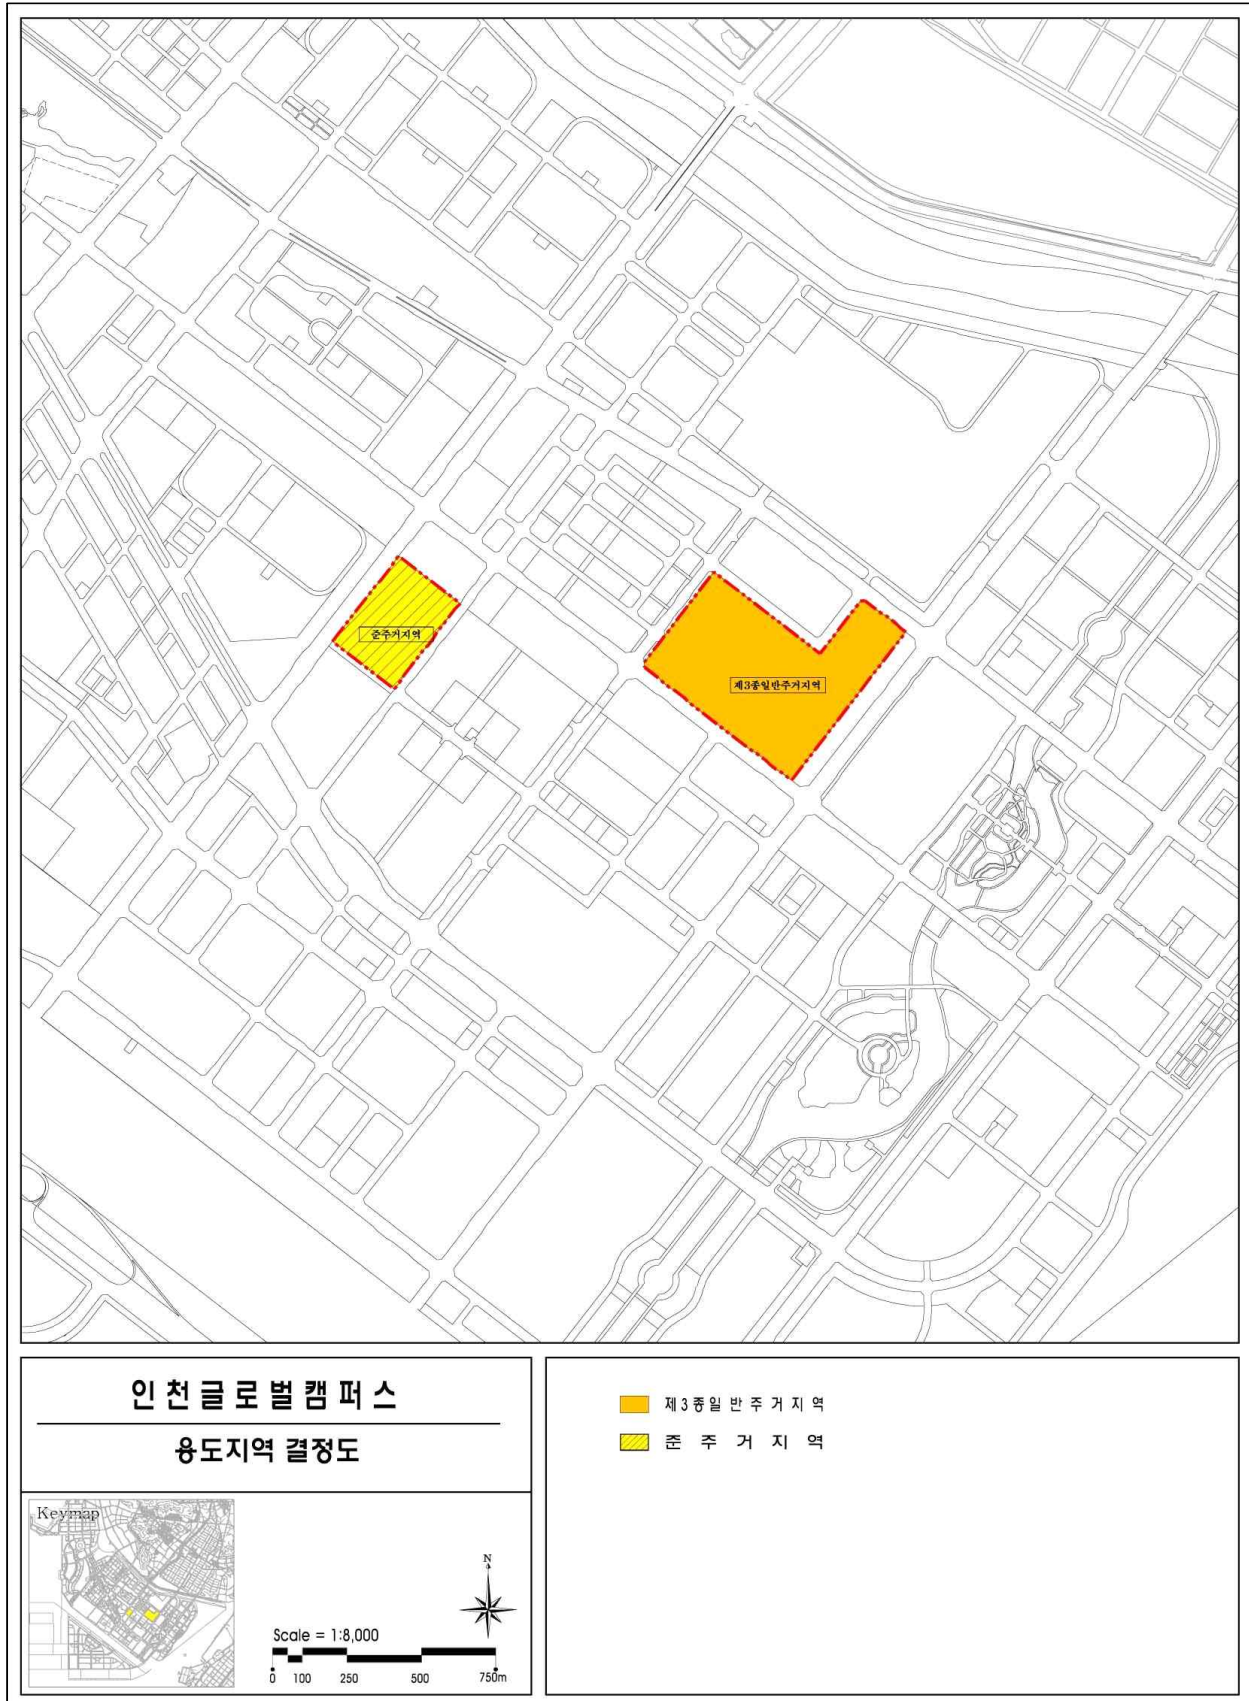 준주거지역
제3종일반주거지역
인천글로벌캠퍼스
용도지역 결정도
제3종일반주거지역
준주거지역
Keymap
N
Scale = 1:8,000
0 100 250 500 750m